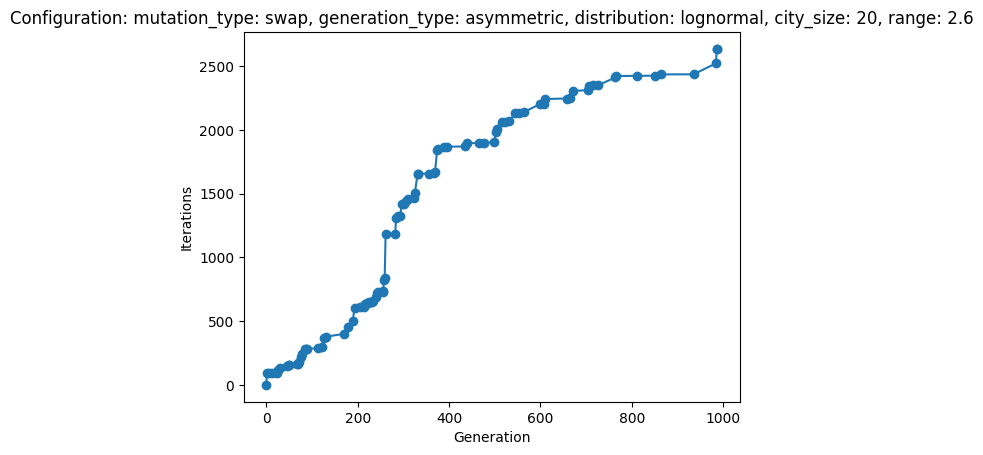 Configuration: mutation_type: swap, generation_type: asymmetric, distribution: lognormal, city_size: 20, range: 2.6
2500
2000
1500
1000
500
0
Iterations
0 200 400 600 800 1000
Generation